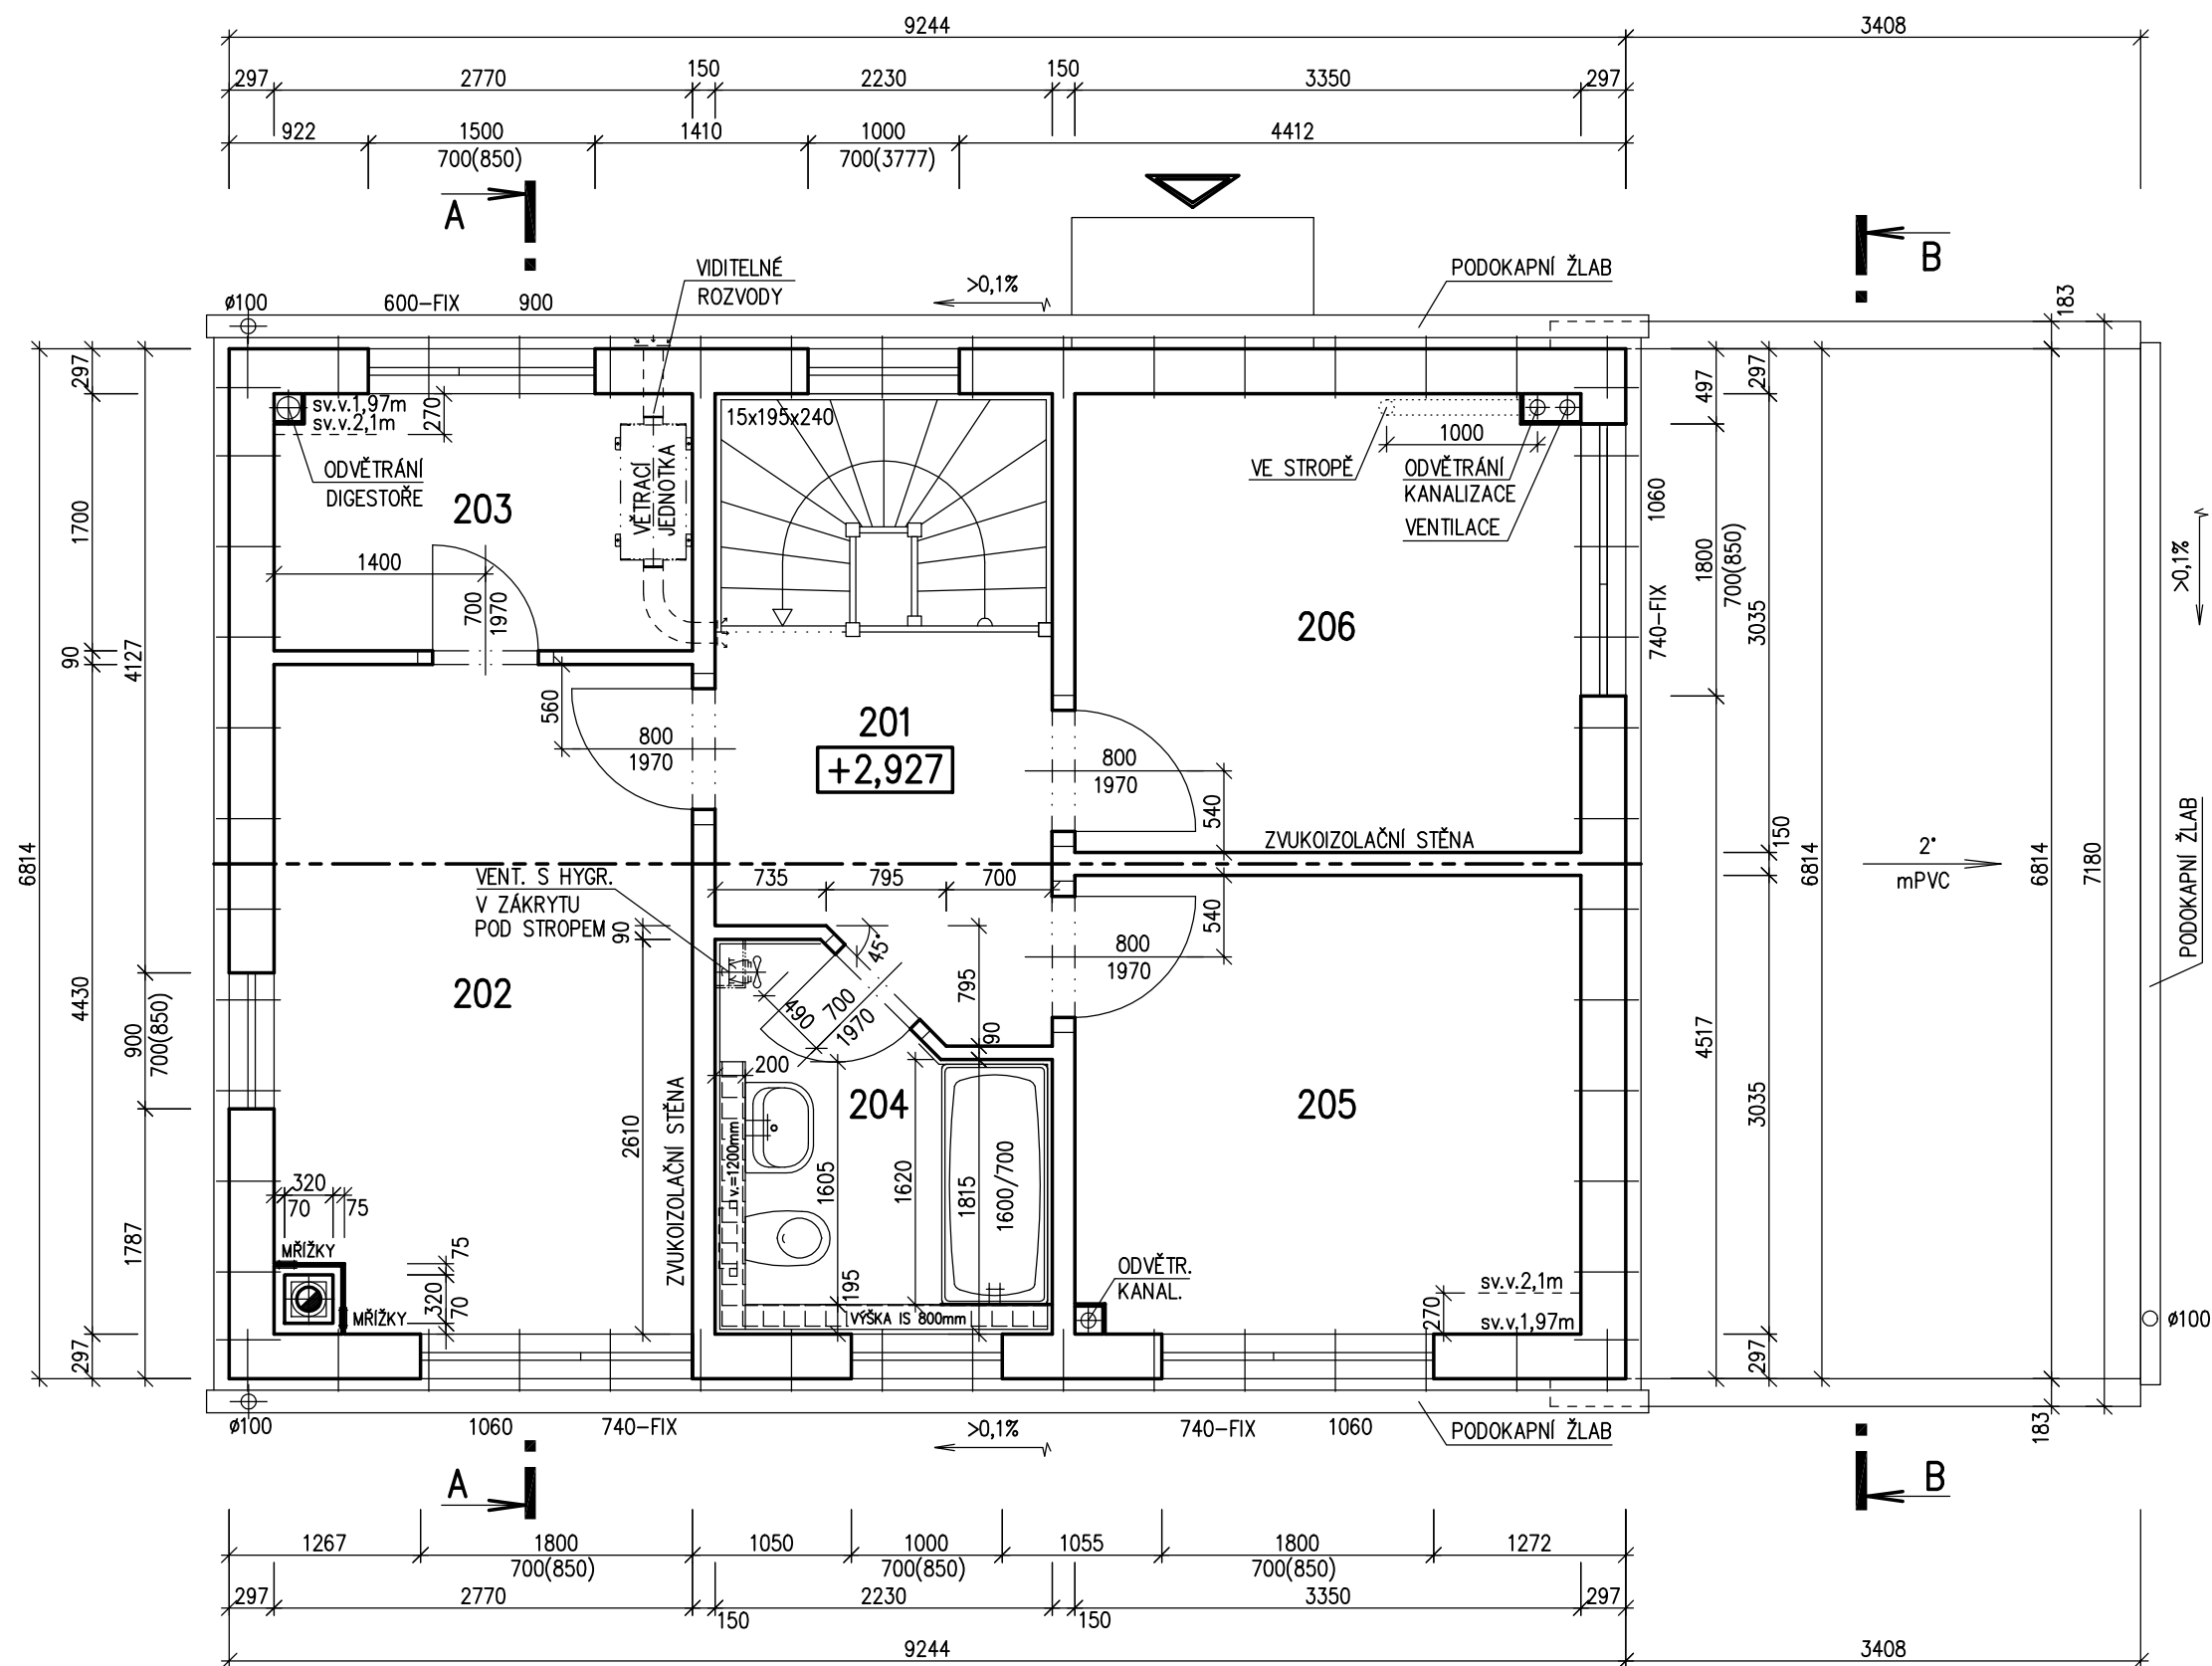 9244
3408
297
2770
150
2230
150
3350
297
922
1500
1410
1000
4412
700(850)
700(3777)
A
B
VIDITELNÉ
ROZVODY
>0,1%
PODOKAPNÍ ŽLAB
ø100
600-FIX
900
183
297
sv.v.1,97m
sv.v.2,1m
270
15x195x240
497
297
1000
ODVĚTRÁNÍ
DIGESTOŘE
VĚTRACÍ
JEDNOTKA
VE STROPĚ
ODVĚTRÁNÍ
KANALIZACE
VENTILACE
203
1060
1700
1800
700(850)
>0,1%
1400
700
1970
206
740-FIX
3035
90
4127
560
201
+2,927
800
1970
800
1970
540
150
ZVUKOIZOLAČNÍ STĚNA
6814
6814
2°
mPVC
6814
7180
PODOKAPNÍ ŽLAB
VENT. S HYGR.
V ZÁKRYTU
POD STROPEM
90
735
795
700
540
45°
800
1970
795
202
4430
900
700(850)
490
700
1970
90
4517
200
204
205
3035
2610
ZVUKOIZOLAČNÍ STĚNA
v.=1200mm
1605
1620
1815
1600/700
320
70
75
1787
MŘÍŽKY
75
320
70
MŘÍŽKY
195
VÝŠKA IS 800mm
ODVĚTR.
KANAL.
sv.v.2,1m
270
sv.v.1,97m
ø100
297
297
ø100
1060
740-FIX
>0,1%
740-FIX
1060
PODOKAPNÍ ŽLAB
183
A
B
1267
1800
1050
1000
1055
1800
1272
700(850)
700(850)
700(850)
297
2770
150
2230
150
3350
297
9244
3408